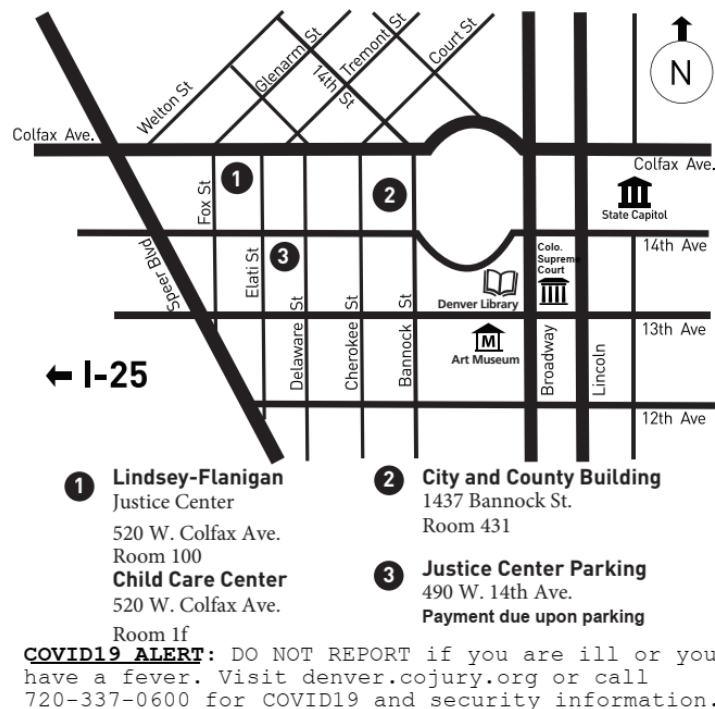 N
Welton St
Glenarm St
14th St
Tremont St
Court St
Colfax Ave.
Colfax Ave.
1
2
Fox St
State Capitol
14th Ave
Speer Blvd
Elati St
3
Colo.
Supreme
Court
Denver Library
Delaware St
Cherokee St
Bannock St
13th Ave
M
Art Museum
Broadway
Lincoln
I-25
12th Ave
1 Lindsey-Flanigan
Justice Center
520 W. Colfax Ave.
Room 100
Child Care Center
520 W. Colfax Ave.
Room 1f
2 City and County Building
1437 Bannock St.
Room 431
3 Justice Center Parking
490 W. 14th Ave.
Payment due upon parking
COVID19 ALERT: DO NOT REPORT if you are ill or you
have a fever. Visit denver.cojury.org or call
720-337-0600 for COVID19 and security information.